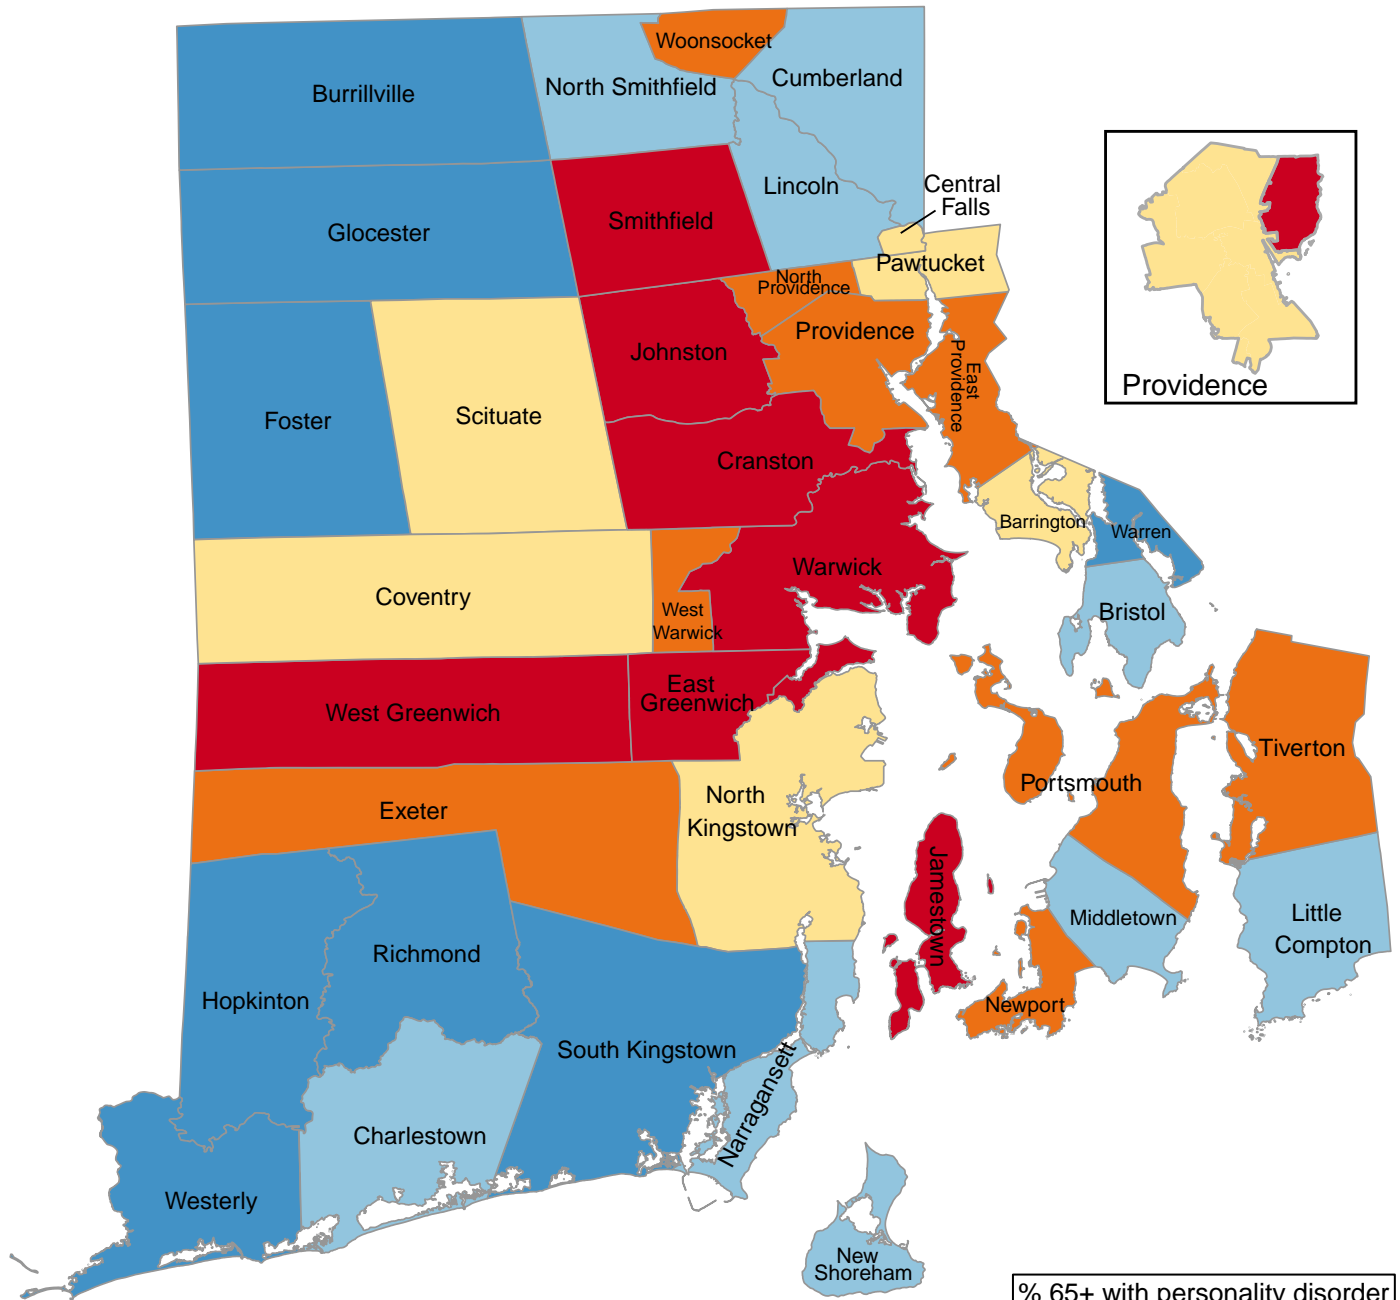 Woonsocket
Burrillville
North Smithfield
Cumberland
Lincoln
Central
Falls
Smithfield
Glocester
Pawtucket
North
Providence
Providence
East
Providence
Johnston
Foster
Scituate
Cranston
Barrington
Warren
Warwick
Coventry
West
Warwick
Bristol
East
Greenwich
West Greenwich
Tiverton
Portsmouth
Exeter
North
Kingstown
Jamestown
Middletown
Little
Compton
Richmond
Hopkinton
Newport
South Kingstown
Narragansett
Charlestown
Westerly
New
Shoreham
Providence
% 65+ with personality disorder